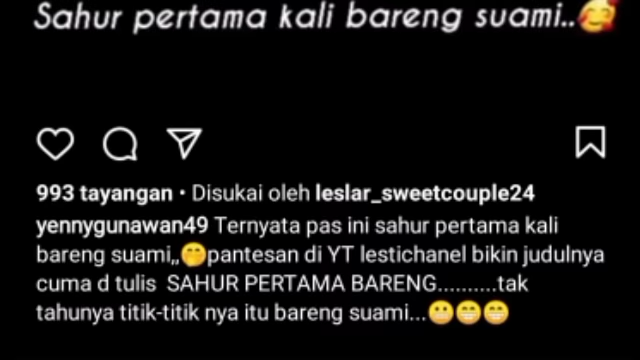 Sahur pertama kali bareng suami..🥰
993 tayangan • Disukai oleh leslar_sweetcouple24
yennygunawan49 Ternyata pas ini sahur pertama kali
bareng suami,,🤭pantesan di YT lestichanel bikin judulnya
cuma d tulis SAHUR PERTAMA BARENG..........tak
tahunya titik-titik nya itu bareng suami...😬😁😁